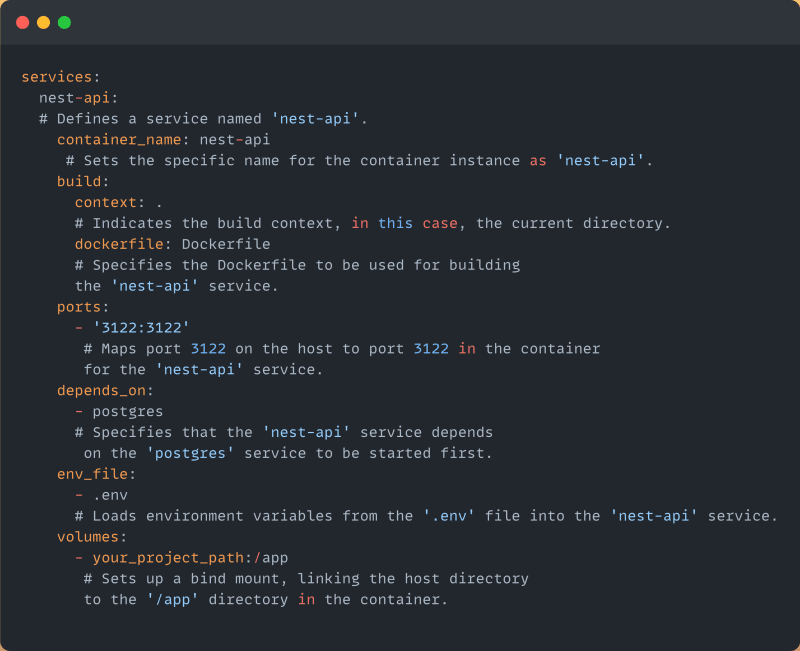 services:
  nest-api:
  # Defines a service named 'nest-api'.
    container_name: nest-api
     # Sets the specific name for the container instance as 'nest-api'.
    build:
      context: .
      # Indicates the build context, in this case, the current directory.
      dockerfile: Dockerfile
      # Specifies the Dockerfile to be used for building
      the 'nest-api' service.
    ports:
      - '3122:3122'
       # Maps port 3122 on the host to port 3122 in the container
       for the 'nest-api' service.
    depends_on:
      - postgres
      # Specifies that the 'nest-api' service depends
       on the 'postgres' service to be started first.
    env_file:
      - .env
      # Loads environment variables from the '.env' file into the 'nest-api' service.
    volumes:
      - your_project_path:/app
       # Sets up a bind mount, linking the host directory
       to the '/app' directory in the container.